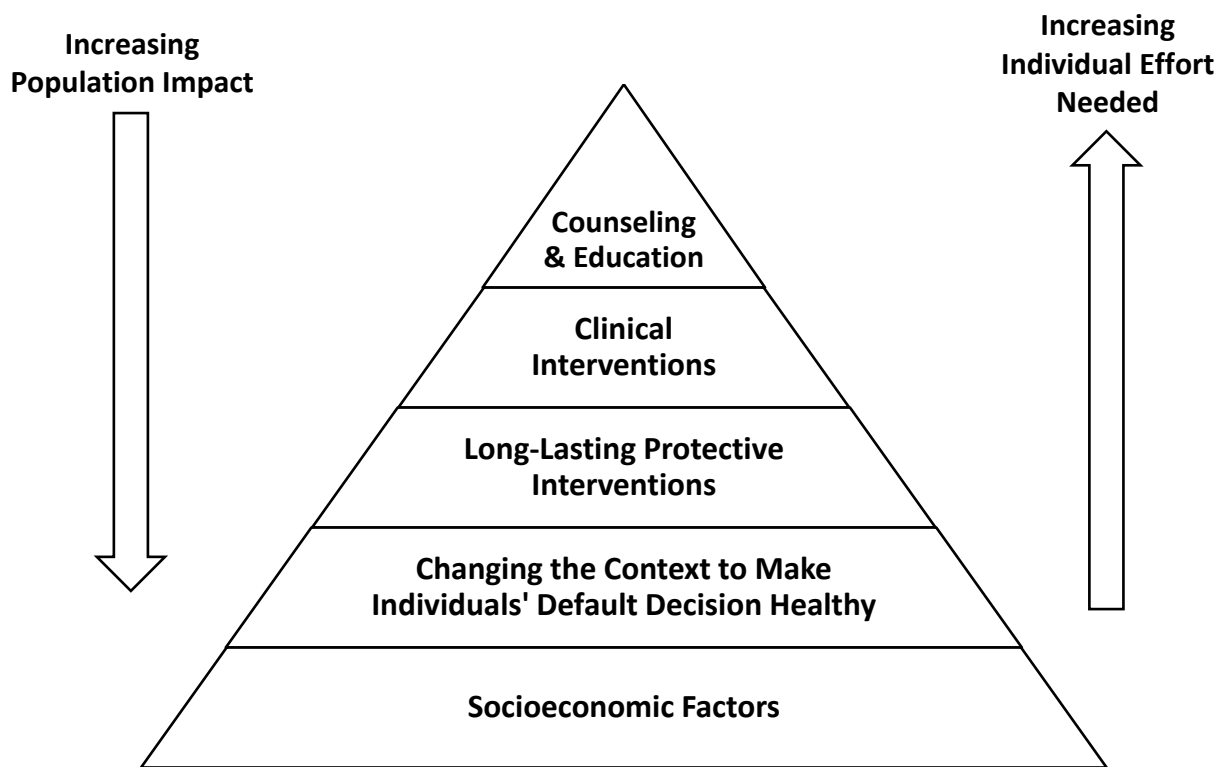 Increasing
Population Impact
Increasing
Individual Effort
Needed
Counseling
& Education
Clinical
Interventions
Long-Lasting Protective
Interventions
Changing the Context to Make
Individuals' Default Decision Healthy
Socioeconomic Factors